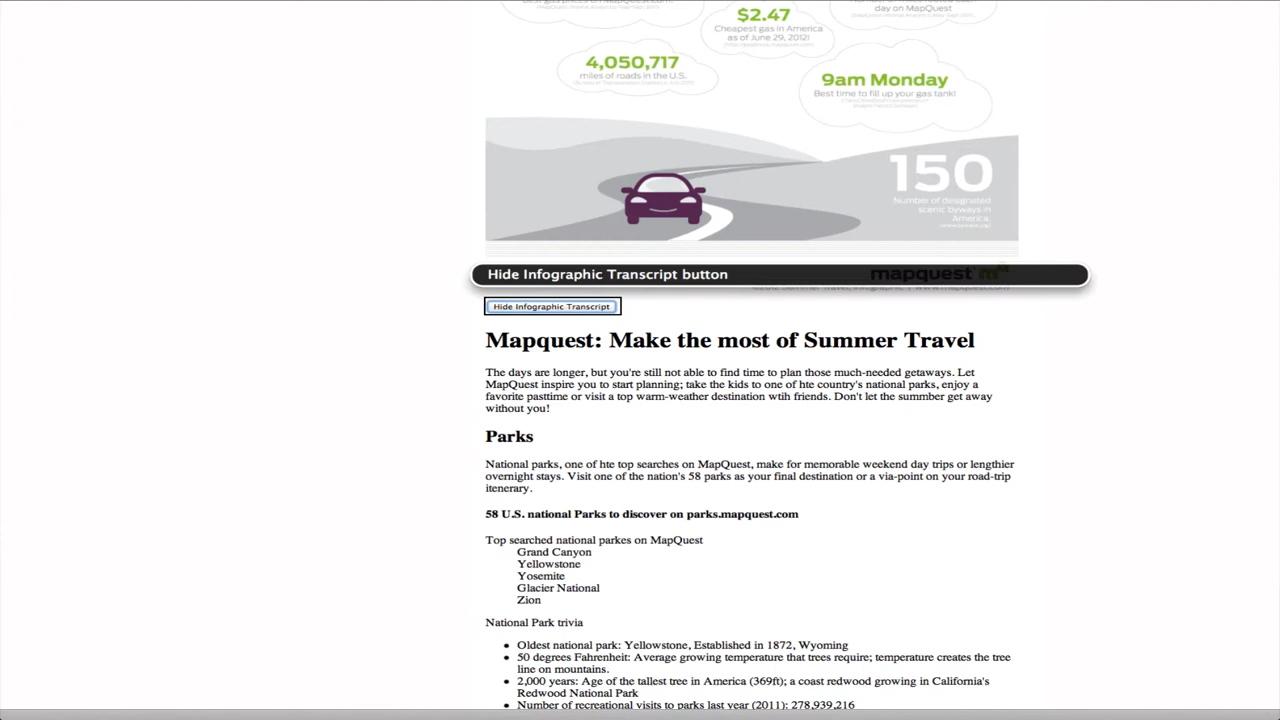 day on MapQuest
$2.47
Cheapest gas in America
as of June 29, 2012!
4,050,717
miles of roads in the U.S.
9am Monday
Best time to fill up your gas tank!
150
Number of designated
scenic byways in
America.
Hide Infographic Transcript button
mapquest m
Hide Infographic Transcript
Mapquest: Make the most of Summer Travel
The days are longer, but you're still not able to find time to plan those much-needed getaways. Let
MapQuest inspire you to start planning; take the kids to one of hte country's national parks, enjoy a
favorite pasttime or visit a top warm-weather destination wtih friends. Don't let the summber get away
without you!
Parks
National parks, one of hte top searches on MapQuest, make for memorable weekend day trips or lengthier
overnight stays. Visit one of the nation's 58 parks as your final destination or a via-point on your road-trip
itenerary.
58 U.S. national Parks to discover on parks.mapquest.com
Top searched national parkes on MapQuest
Grand Canyon
Yellowstone
Yosemite
Glacier National
Zion
National Park trivia
• Oldest national park: Yellowstone, Established in 1872, Wyoming
• 50 degrees Fahrenheit: Average growing temperature that trees require; temperature creates the tree
line on mountains.
• 2,000 years: Age of the tallest tree in America (369ft); a coast redwood growing in California's
Redwood National Park
• Number of recreational visits to parks last year (2011): 278,939,216